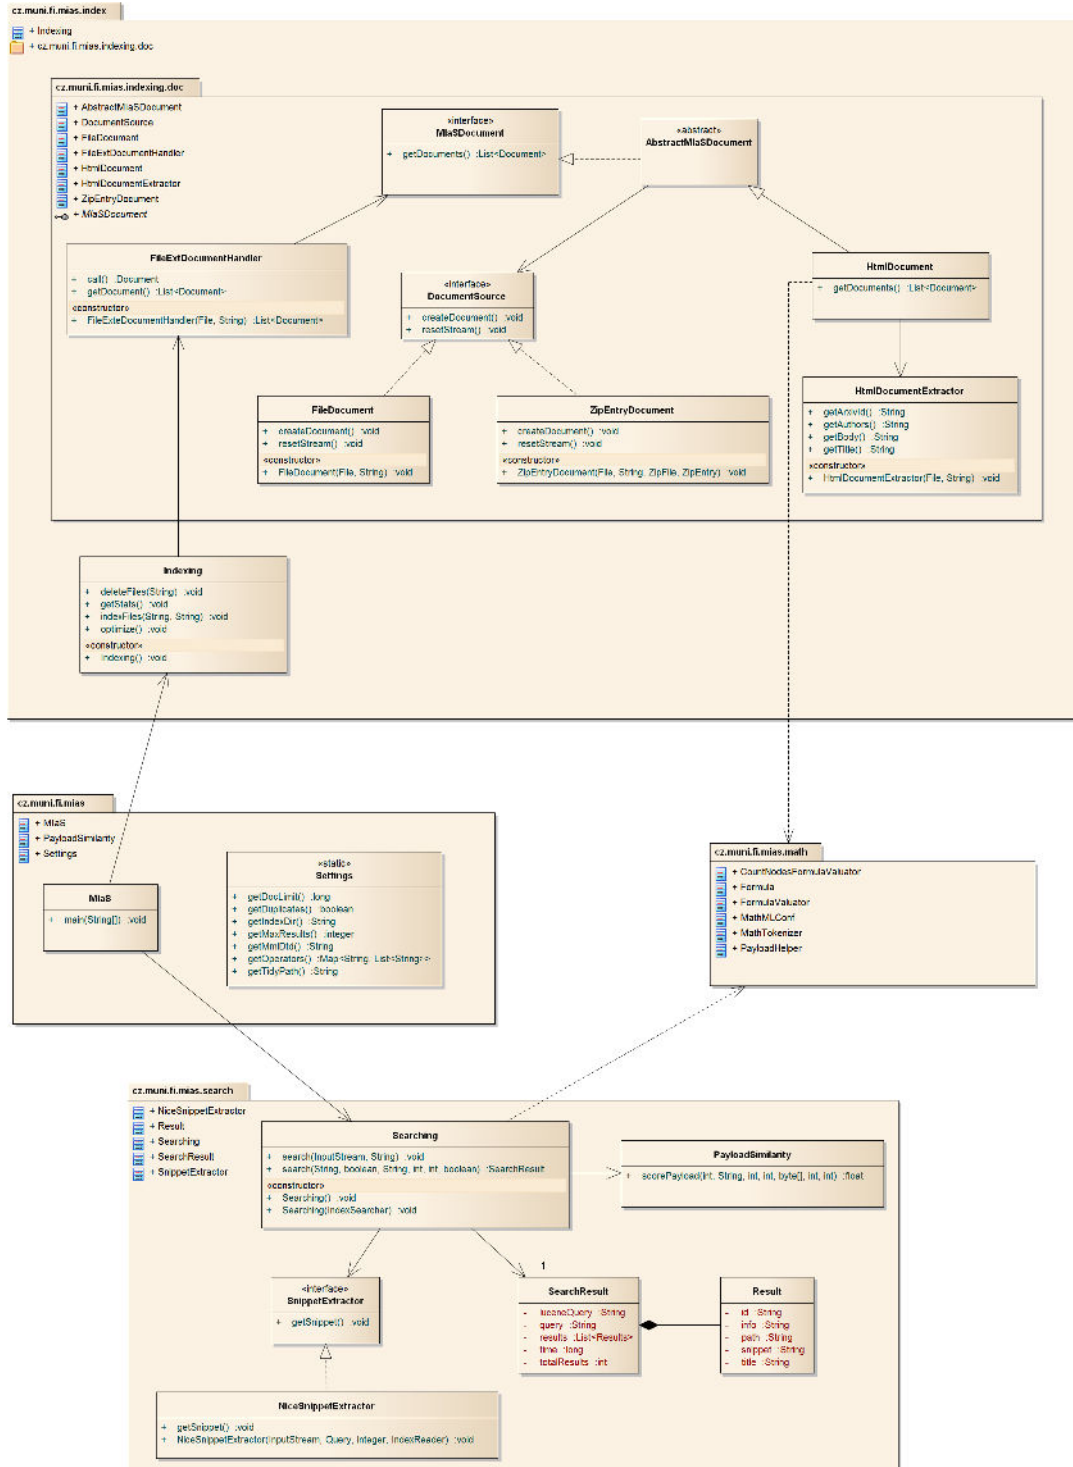 cz.muni.fi.mias.index
+ Indexing
+ cz.muni.fi.mias.indexing.doc
cz.muni.fi.mias.indexing.doc
+ AbstractMIaSDocument
+ DocumentSource
+ FileDocument
+ FileExtDocumentHandler
+ HtmlDocument
+ HtmlDocumentExtractor
+ ZipEntryDocument
+ MIaSDocument
«interface»
MIaSDocument
+ getDocuments() :List<Document>
«abstract»
AbstractMIaSDocument
FileExtDocumentHandler
+ call() :Document
+ getDocument() :List<Document>
«constructor»
+ FileExteDocumentHandler(File, String) :List<Document>
«interface»
DocumentSource
+ createDocument() :void
+ resetStream() :void
HtmlDocument
+ getDocuments() :List<Document>
FileDocument
+ createDocument() :void
+ resetStream() :void
«constructor»
+ FileDocument(File, String) :void
ZipEntryDocument
+ createDocument() :void
+ resetStream() :void
«constructor»
+ ZipEntryDocument(File, String, ZipFile, ZipEntry) :void
HtmlDocumentExtractor
+ getArxivId() :String
+ getAuthors() :String
+ getBody() :String
+ getTitle() :String
«constructor»
+ HtmlDocumentExtractor(File, String) :void
Indexing
+ deleteFiles(String) :void
+ getStats() :void
+ indexFiles(String, String) :void
+ optimize() :void
«constructor»
+ Indexing() :void
cz.muni.fi.mias
+ MIaS
+ PayloadSimilarity
+ Settings
MIaS
+ main(String[]) :void
«static»
Settings
+ getDocLimit() :long
+ getDuplicates() :boolean
+ getIndexDir() :String
+ getMaxResults() :integer
+ getMmlDtd() :String
+ getOperators() :Map<String, List<String>>
+ getTidyPath() :String
cz.muni.fi.mias.math
+ CountNodesFormulaValuator
+ Formula
+ FormulaValuator
+ MathMLConf
+ MathTokenizer
+ PayloadHelper
cz.muni.fi.mias.search
+ NiceSnippetExtractor
+ Result
+ Searching
+ SearchResult
+ SnippetExtractor
Searching
+ search(InputStream, String) :void
+ search(String, boolean, String, int, int, boolean) :SearchResult
«constructor»
+ Searching() :void
+ Searching(IndexSearcher) :void
PayloadSimilarity
+ scorePayload(int, String, int, int, byte[], int, int) :float
1
«interface»
SnippetExtractor
+ getSnippet() :void
SearchResult
- luceneQuery :String
- query :String
- results :List<Results>
- time :long
- totalResults :int
Result
- id :String
- info :String
- path :String
- snippet :String
- title :String
NiceSnippetExtractor
+ getSnippet() :void
+ NiceSnippetExtractor(InputStream, Query, Integer, IndexReader) :void